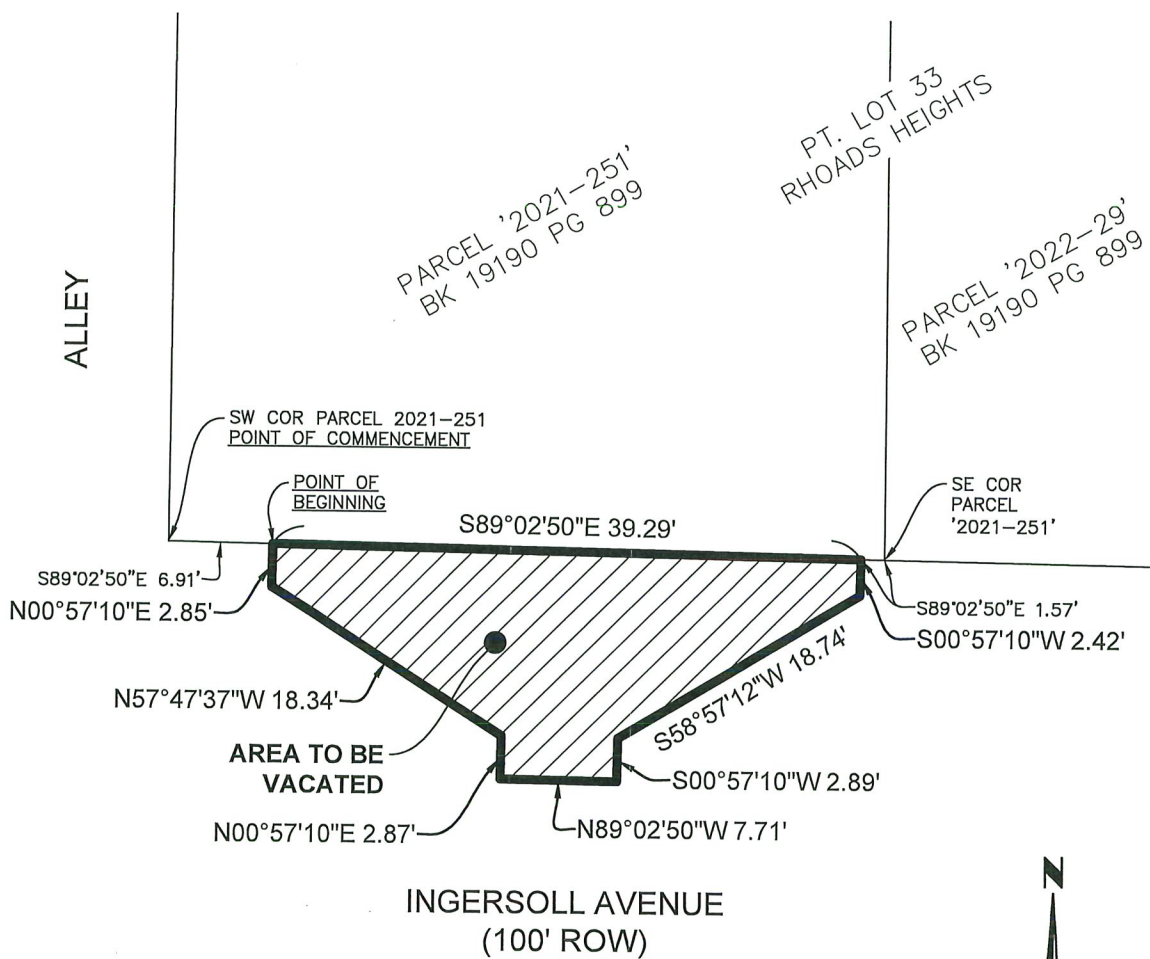 PT. LOT 33
RHOADS HEIGHTS
PARCEL '2021-251'
BK 19190 PG 899
PARCEL '2022-29'
BK 19190 PG 899
ALLEY
SW COR PARCEL 2021-251
POINT OF COMMENCEMENT
POINT OF
BEGINNING
S89°02'50"E 39.29'
SE COR
PARCEL
'2021-251'
S89°02'50"E 6.91'
N00°57'10"E 2.85'
S89°02'50"E 1.57'
S00°57'10"W 2.42'
N57°47'37"W 18.34'
S58°57'12"W 18.74'
AREA TO BE
VACATED
S00°57'10"W 2.89'
N00°57'10"E 2.87'
N89°02'50"W 7.71'
INGERSOLL AVENUE
(100' ROW)
N